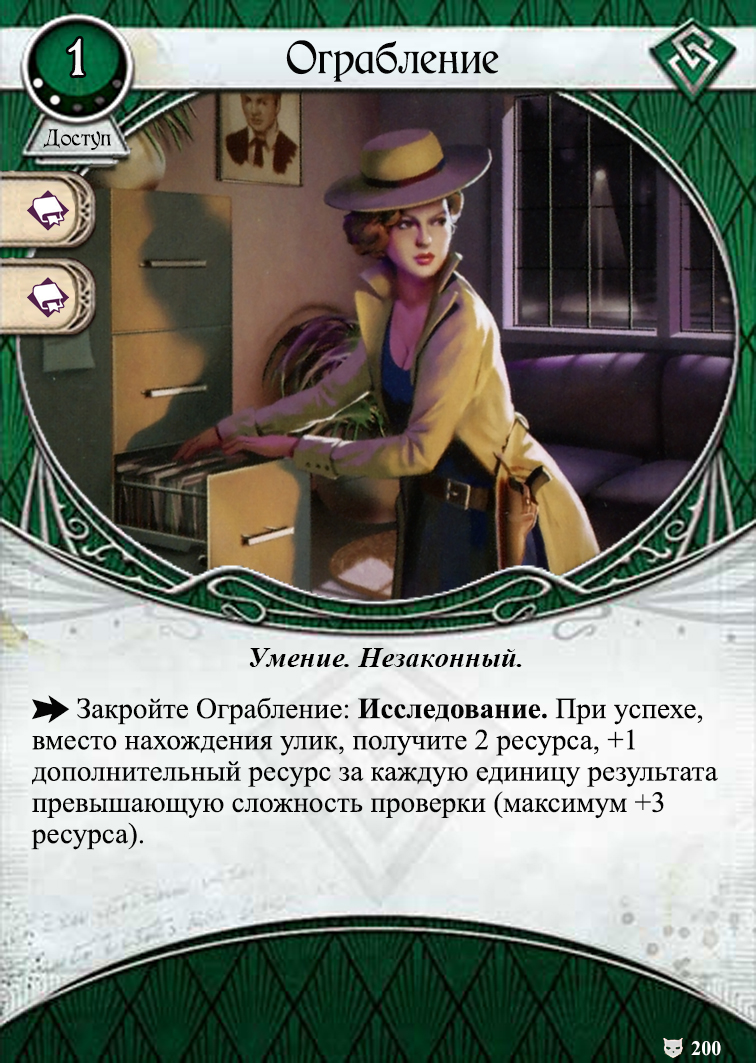 1
Ограбление
Доступ
Умение. Незаконный.
Закройте Ограбление: Исследование. При успехе,
вместо нахождения улик, получите 2 ресурса, +1
дополнительный ресурс за каждую единицу результата
превышающую сложность проверки (максимум +3
ресурса).
200